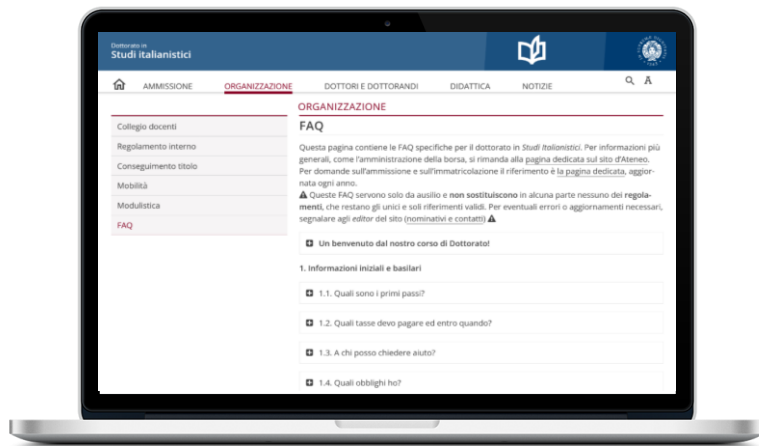 Dottorato in
Studi italianistici
AMMISSIONE
ORGANIZZAZIONE
DOTTORI E DOTTORANDI
DIDATTICA
NOTIZIE
A
Collegio docenti
Regolamento interno
Conseguimento titolo
Mobilità
Modulistica
FAQ
ORGANIZZAZIONE
FAQ
Questa pagina contiene le FAQ specifiche per il dottorato in Studi Italianistici. Per informazioni più
generali, come l'amministrazione della borsa, si rimanda alla pagina dedicata sul sito d'Ateneo.
Per domande sull'ammissione e sull'immatricolazione il riferimento è la pagina dedicata, aggior-
nata ogni anno.
Queste FAQ servono solo da ausilio e non sostituiscono in alcuna parte nessuno dei regola-
menti, che restano gli unici e soli riferimenti validi. Per eventuali errori o aggiornamenti necessari,
segnalare agli editor del sito (nominativi e contatti)
Un benvenuto dal nostro corso di Dottorato!
1. Informazioni iniziali e basilari
1.1. Quali sono i primi passi?
1.2. Quali tasse devo pagare ed entro quando?
1.3. A chi posso chiedere aiuto?
1.4. Quali obblighi ho?